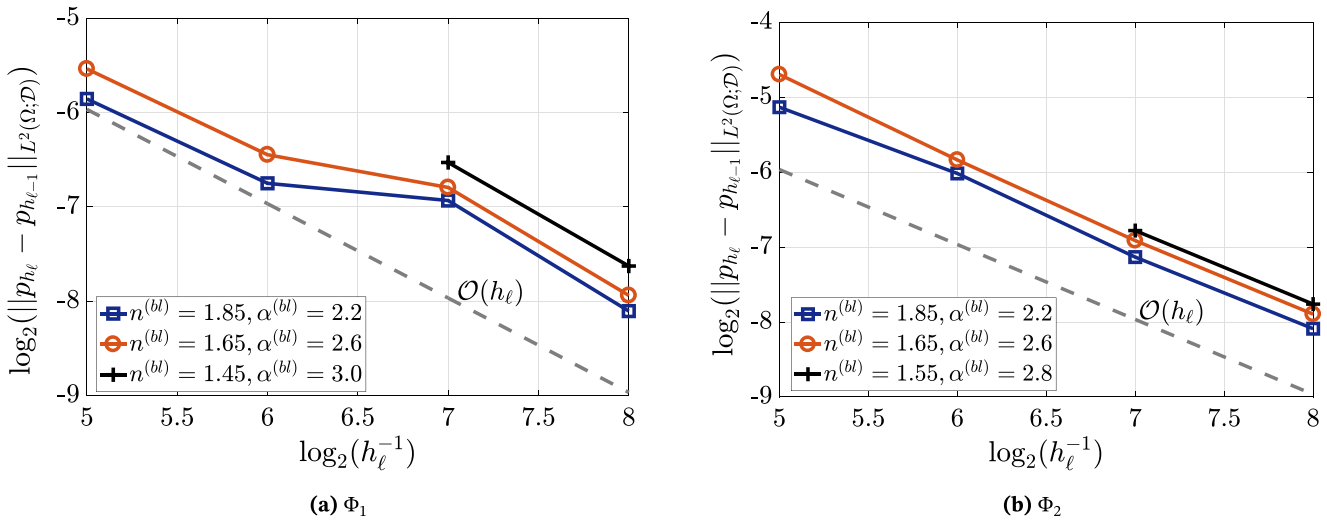 -5
-6
-7
-8
-9
5
5.5
6
6.5
7
7.5
8
log₂(||p_{h_ℓ} − p_{h_{ℓ−1}}||_{L²(Ω;𝒟)})
log₂(h_ℓ^{−1})
𝒪(h_ℓ)
n^{(bl)} = 1.85, α^{(bl)} = 2.2
n^{(bl)} = 1.65, α^{(bl)} = 2.6
n^{(bl)} = 1.45, α^{(bl)} = 3.0
(a) Φ₁
-4
-5
-6
-7
-8
-9
5
5.5
6
6.5
7
7.5
8
log₂(||p_{h_ℓ} − p_{h_{ℓ−1}}||_{L²(Ω;𝒟)})
log₂(h_ℓ^{−1})
𝒪(h_ℓ)
n^{(bl)} = 1.85, α^{(bl)} = 2.2
n^{(bl)} = 1.65, α^{(bl)} = 2.6
n^{(bl)} = 1.55, α^{(bl)} = 2.8
(b) Φ₂